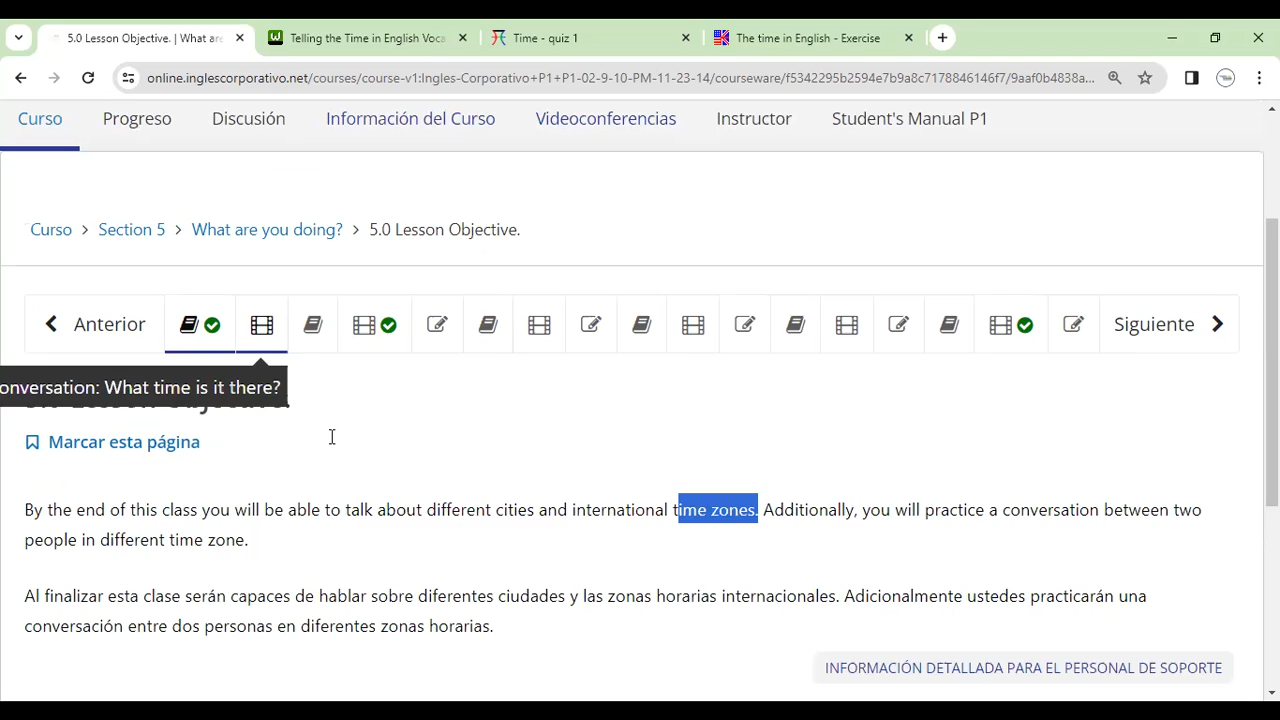 5.0 Lesson Objective. | What are
Telling the Time in English Voca
Time - quiz 1
The time in English - Exercise
online.inglescorporativo.net/courses/course-v1:Ingles-Corporativo+P1+P1-02-9-10-PM-11-23-14/courseware/f5342295b2594e7b9a8c7178846146f7/9aaf0b4838a...
Curso Progreso Discusión Información del Curso Videoconferencias Instructor Student's Manual P1
Curso > Section 5 > What are you doing? > 5.0 Lesson Objective.
Anterior Siguiente
onversation: What time is it there?
5.0 Lesson Objective.
Marcar esta página
By the end of this class you will be able to talk about different cities and international time zones. Additionally, you will practice a conversation between two
people in different time zone.
Al finalizar esta clase serán capaces de hablar sobre diferentes ciudades y las zonas horarias internacionales. Adicionalmente ustedes practicarán una
conversación entre dos personas en diferentes zonas horarias.
INFORMACIÓN DETALLADA PARA EL PERSONAL DE SOPORTE